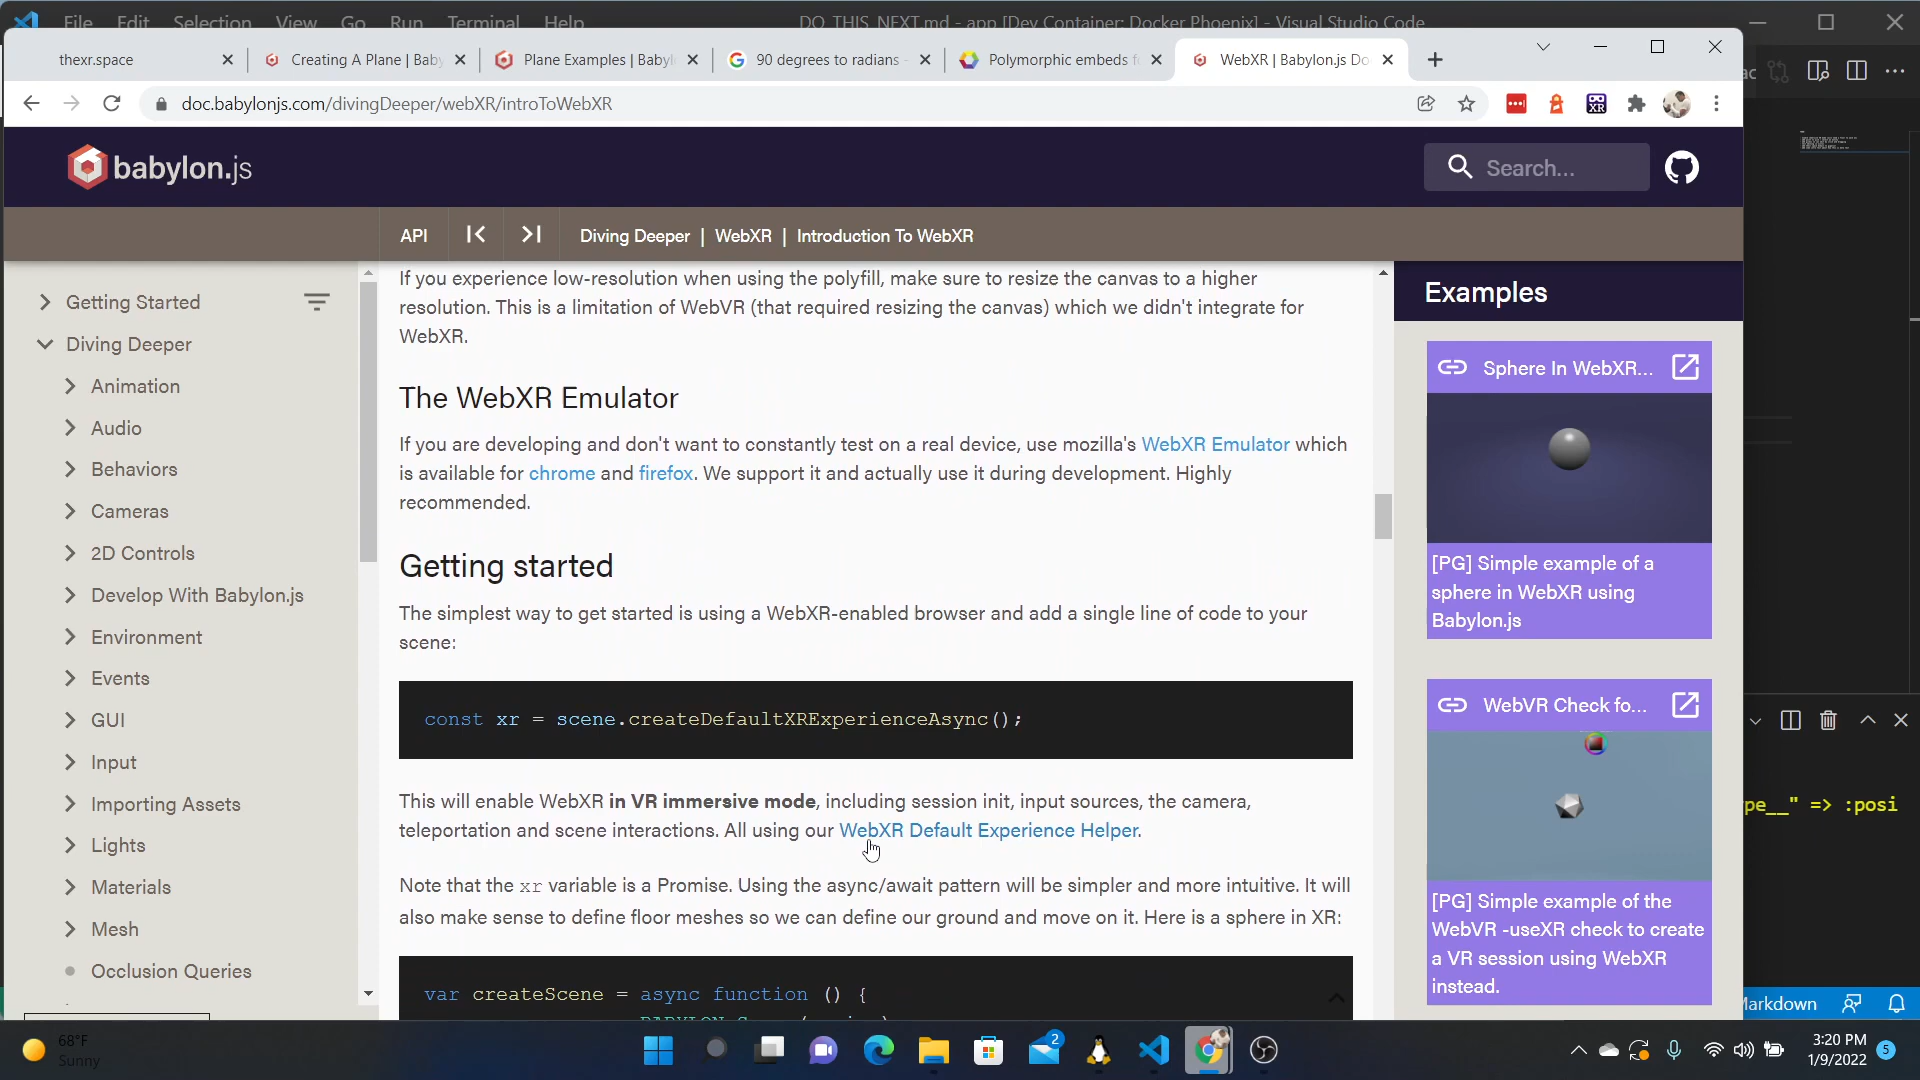 File Edit Selection View Go Run Terminal Help
DO_THIS_NEXT.md - app [Dev Container: Docker Phoenix] - Visual Studio Code
thexr.space
Creating A Plane | Baby
Plane Examples | Babyl
90 degrees to radians -
Polymorphic embeds f
WebXR | Babylon.js Do
doc.babylonjs.com/divingDeeper/webXR/introToWebXR
XR
babylon.js
Search...
API
Diving Deeper | WebXR | Introduction To WebXR
Getting Started
Diving Deeper
Animation
Audio
Behaviors
Cameras
2D Controls
Develop With Babylon.js
Environment
Events
GUI
Input
Importing Assets
Lights
Materials
Mesh
Occlusion Queries
If you experience low-resolution when using the polyfill, make sure to resize the canvas to a higher
resolution. This is a limitation of WebVR (that required resizing the canvas) which we didn't integrate for
WebXR.
The WebXR Emulator
If you are developing and don't want to constantly test on a real device, use mozilla's WebXR Emulator which
is available for chrome and firefox. We support it and actually use it during development. Highly
recommended.
Getting started
The simplest way to get started is using a WebXR-enabled browser and add a single line of code to your
scene:
const xr = scene.createDefaultXRExperienceAsync();
This will enable WebXR in VR immersive mode, including session init, input sources, the camera,
teleportation and scene interactions. All using our WebXR Default Experience Helper.
Note that the xr variable is a Promise. Using the async/await pattern will be simpler and more intuitive. It will
also make sense to define floor meshes so we can define our ground and move on it. Here is a sphere in XR:
var createScene = async function () {
Examples
Sphere In WebXR...
[PG] Simple example of a
sphere in WebXR using
Babylon.js
WebVR Check fo...
[PG] Simple example of the
WebVR -useXR check to create
a VR session using WebXR
instead.
pe__" => :posi
Markdown
68°F
Sunny
2
3:20 PM
1/9/2022
5